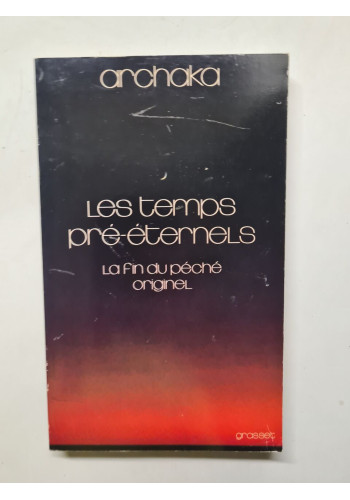 archaka
Les temps
pré-éternels
La fin du péché
originel
grasset